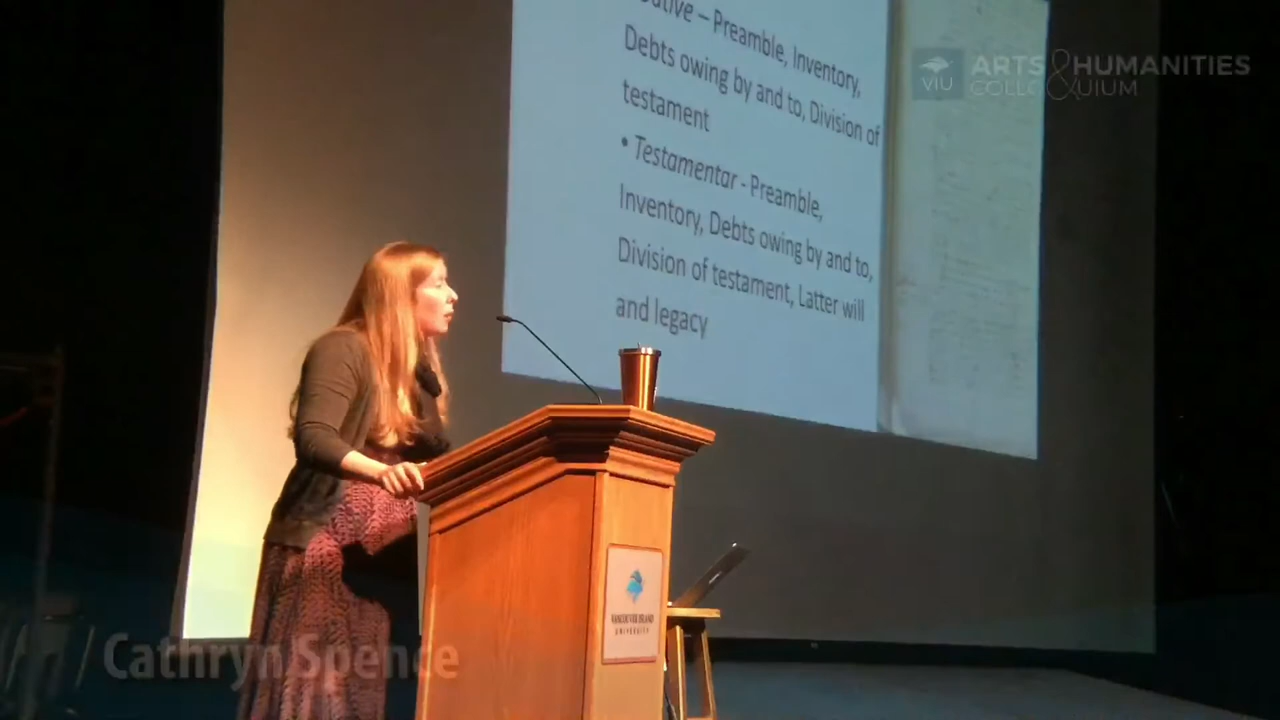 – Preamble, Inventory,
Debts owing by and to, Division of
testament
• Testamentar - Preamble,
Inventory, Debts owing by and to,
Division of testament, Latter will
and legacy
VIU
ARTS & HUMANITIES
COLLOQUIUM
VANCOUVER ISLAND
UNIVERSITY
Cathryn Spence